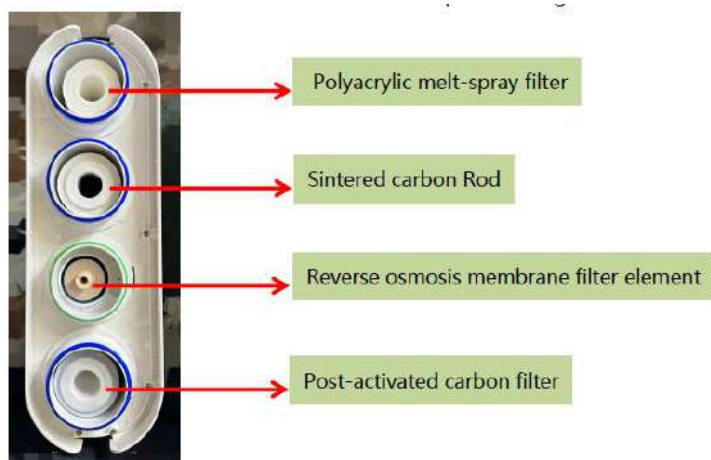 Polyacrylic melt-spray filter
Sintered carbon Rod
Reverse osmosis membrane filter element
Post-activated carbon filter